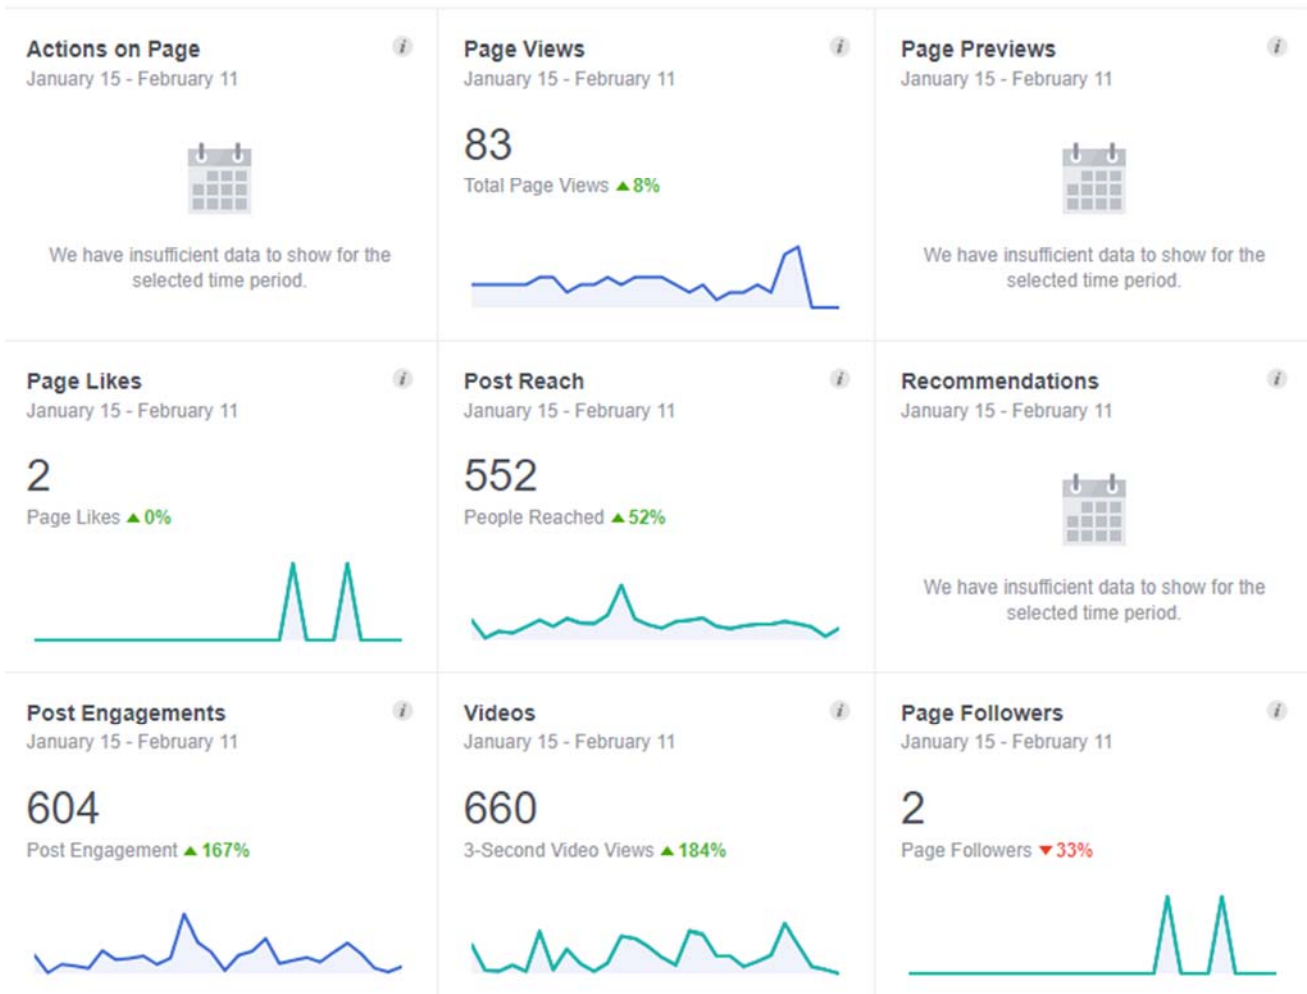 Actions on Page
January 15 - February 11
We have insufficient data to show for the
selected time period.
Page Views
January 15 - February 11
83
Total Page Views ▲8%
Page Previews
January 15 - February 11
We have insufficient data to show for the
selected time period.
Page Likes
January 15 - February 11
2
Page Likes ▲0%
Post Reach
January 15 - February 11
552
People Reached ▲52%
Recommendations
January 15 - February 11
We have insufficient data to show for the
selected time period.
Post Engagements
January 15 - February 11
604
Post Engagement ▲167%
Videos
January 15 - February 11
660
3-Second Video Views ▲184%
Page Followers
January 15 - February 11
2
Page Followers ▼33%